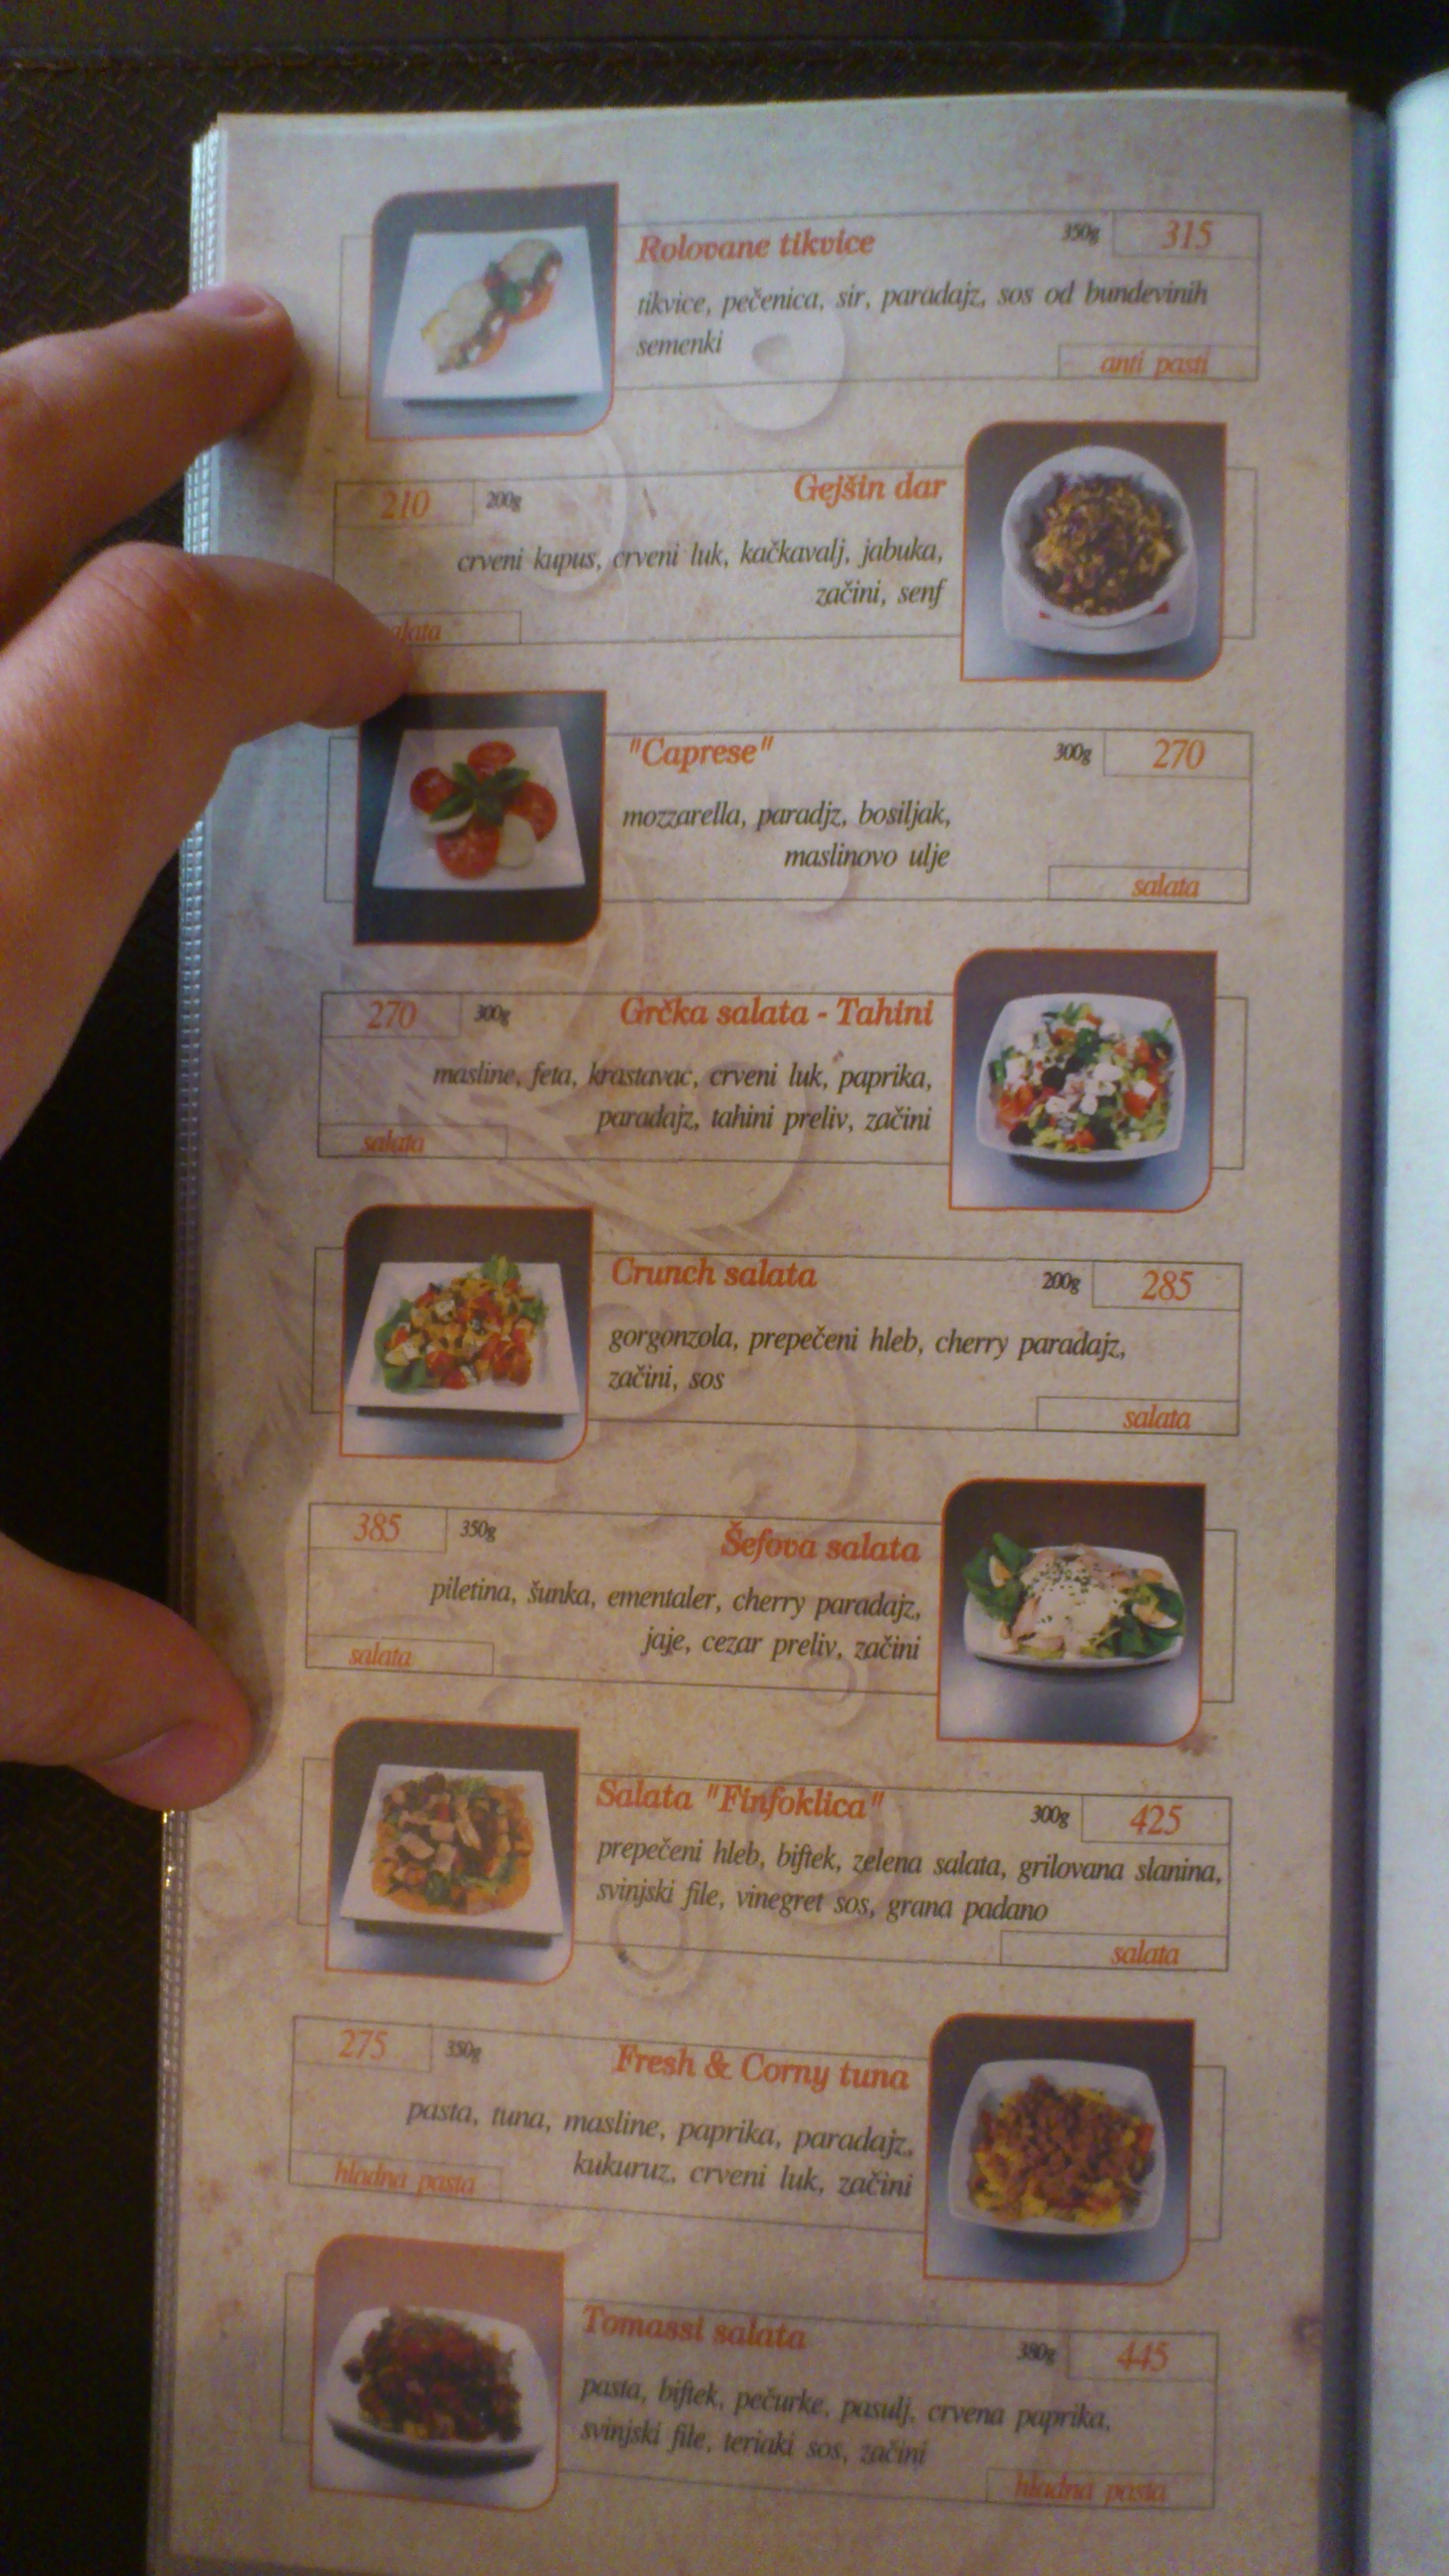 Rolovane tikvice 350g 315
tikvice, pečenica, sir, paradajz, sos od bundevinih
semenki
anti pasti
210 200g Gejšin dar
crveni kupus, crveni luk, kačkavalj, jabuka,
začini, senf
"Caprese" 300g 270
mozzarella, paradjz, bosiljak,
maslinovo ulje
salata
270 300g Grčka salata - Tahini
masline, feta, krastavac, crveni luk, paprika,
paradajz, tahini preliv, začini
salata
Crunch salata 200g 285
gorgonzola, prepečeni hleb, cherry paradajz,
začini, sos
salata
385 350g Šefova salata
piletina, šunka, ementaler, cherry paradajz,
jaje, cezar preliv, začini
salata
Salata "Finfoklica" 300g 425
prepečeni hleb, biftek, zelena salata, grilovana slanina,
svinjski file, vinegret sos, grana padano
salata
275 350g Fresh & Corny tuna
pasta, tuna, masline, paprika, paradajz,
kukuruz, crveni luk, začini
hladna pasta
Tomassi salata 380g 445
pasta, biftek, pečurke, pasulj, crvena paprika,
svinjski file, teriaki sos, začini
hladna pasta